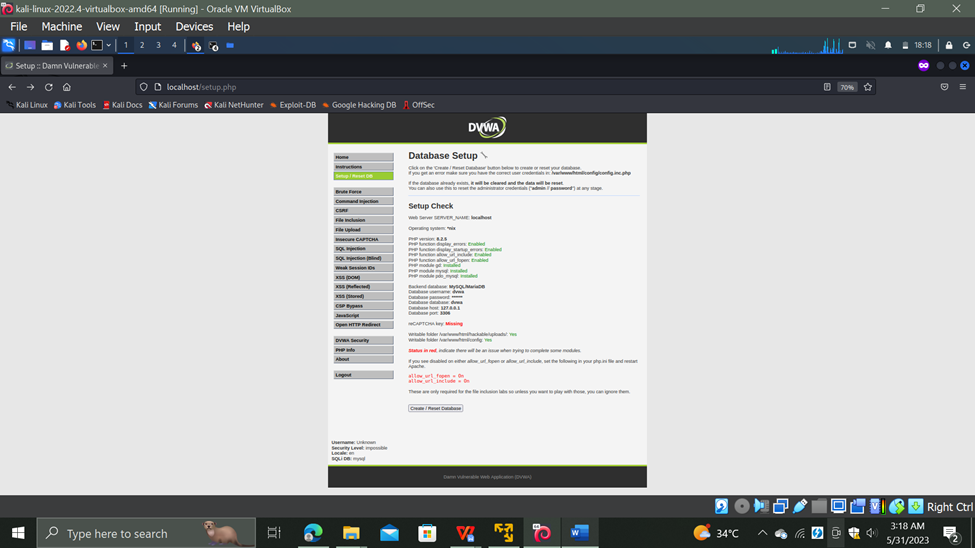 kali-linux-2022.4-virtualbox-amd64 [Running] - Oracle VM VirtualBox
File Machine View Input Devices Help
1 2 3 4 18:18
Setup :: Damn Vulnerable
localhost/setup.php 70%
Kali Linux Kali Tools Kali Docs Kali Forums Kali NetHunter Exploit-DB Google Hacking DB OffSec
DVWA
Home
Instructions
Setup / Reset DB
Brute Force
Command Injection
CSRF
File Inclusion
File Upload
Insecure CAPTCHA
SQL Injection
SQL Injection (Blind)
Weak Session IDs
XSS (DOM)
XSS (Reflected)
XSS (Stored)
CSP Bypass
JavaScript
Open HTTP Redirect
DVWA Security
PHP Info
About
Logout
Database Setup
Click on the 'Create / Reset Database' button below to create or reset your database.
If you get an error make sure you have the correct user credentials in: /var/www/html/config/config.inc.php
If the database already exists, it will be cleared and the data will be reset.
You can also use this to reset the administrator credentials ("admin // password") at any stage.
Setup Check
Web Server SERVER_NAME: localhost
Operating system: *nix
PHP version: 8.2.5
PHP function display_errors: Enabled
PHP function display_startup_errors: Enabled
PHP function allow_url_include: Enabled
PHP function allow_url_fopen: Enabled
PHP module gd: Installed
PHP module mysql: Installed
PHP module pdo_mysql: Installed
Backend database: MySQL/MariaDB
Database username: dvwa
Database password: ******
Database database: dvwa
Database host: 127.0.0.1
Database port: 3306
reCAPTCHA key: Missing
Writable folder /var/www/html/hackable/uploads/: Yes
Writable folder /var/www/html/config: Yes
Status in red, indicate there will be an issue when trying to complete some modules.
If you see disabled on either allow_url_fopen or allow_url_include, set the following in your php.ini file and restart
Apache.
allow_url_fopen = On
allow_url_include = On
These are only required for the file inclusion labs so unless you want to play with those, you can ignore them.
Create / Reset Database
Username: Unknown
Security Level: impossible
Locale: en
SQLi DB: mysql
Damn Vulnerable Web Application (DVWA)
Right Ctrl
Type here to search
34°C
3:18 AM
5/31/2023
2